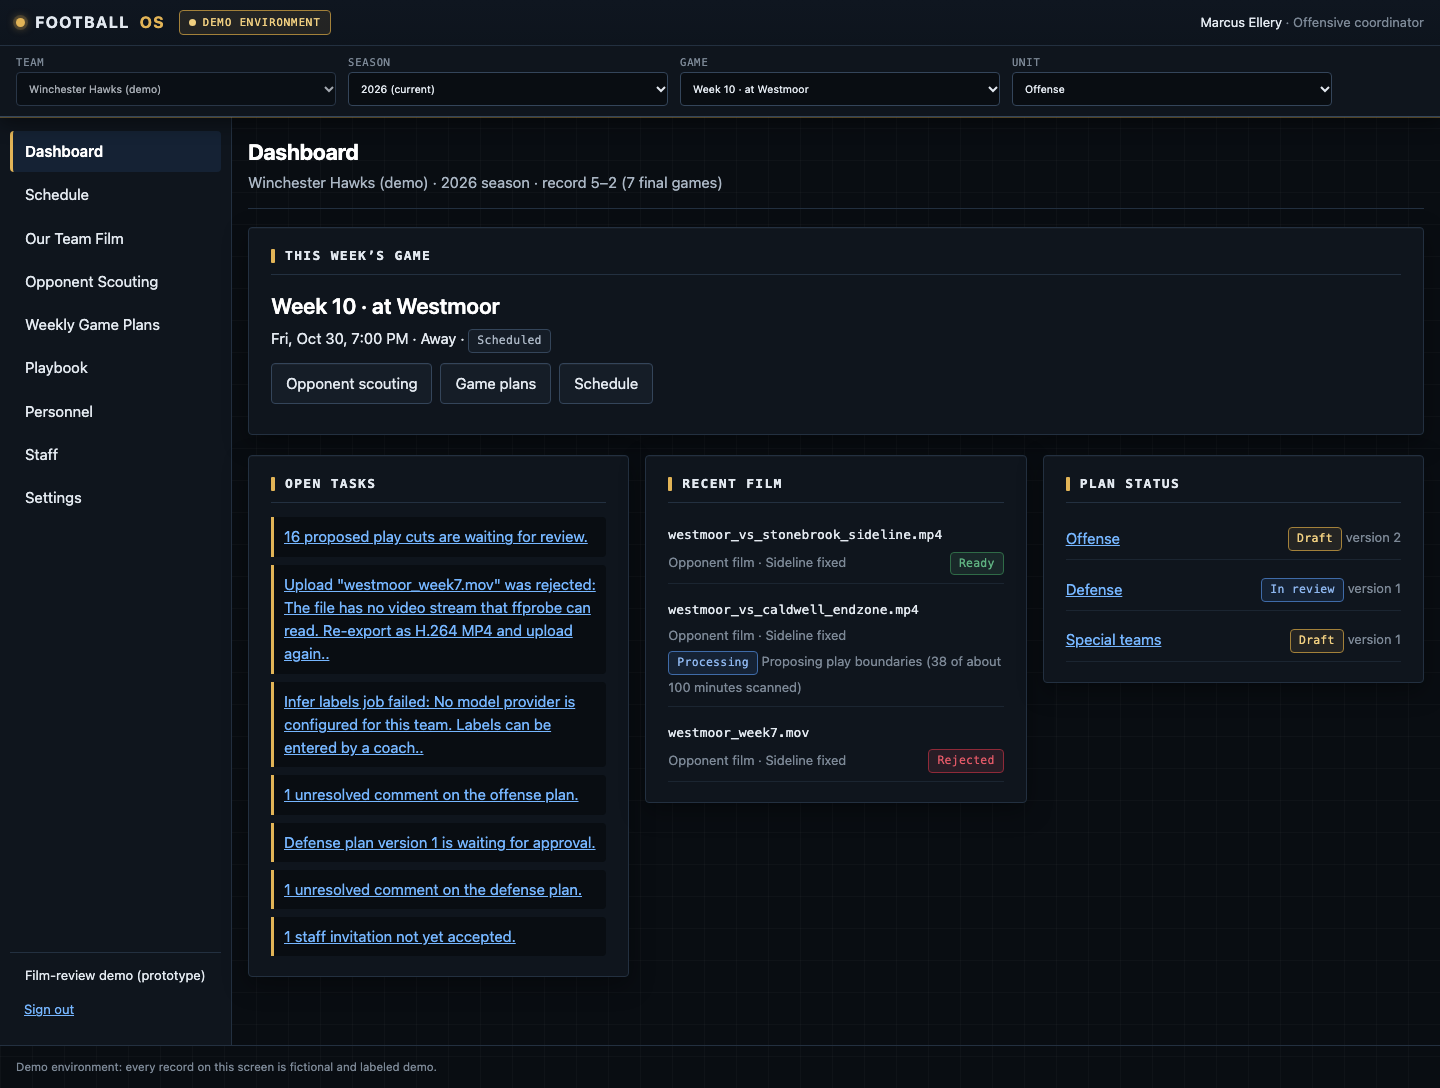 FOOTBALL OS
DEMO ENVIRONMENT
Marcus Ellery · Offensive coordinator
TEAM
Winchester Hawks (demo)
SEASON
2026 (current)
GAME
Week 10 · at Westmoor
UNIT
Offense
Dashboard
Schedule
Our Team Film
Opponent Scouting
Weekly Game Plans
Playbook
Personnel
Staff
Settings
Film-review demo (prototype)
Sign out
Dashboard
Winchester Hawks (demo) · 2026 season · record 5–2 (7 final games)
THIS WEEK’S GAME
Week 10 · at Westmoor
Fri, Oct 30, 7:00 PM · Away · Scheduled
Opponent scouting
Game plans
Schedule
OPEN TASKS
16 proposed play cuts are waiting for review.
Upload "westmoor_week7.mov" was rejected:
The file has no video stream that ffprobe can
read. Re-export as H.264 MP4 and upload
again..
Infer labels job failed: No model provider is
configured for this team. Labels can be
entered by a coach..
1 unresolved comment on the offense plan.
Defense plan version 1 is waiting for approval.
1 unresolved comment on the defense plan.
1 staff invitation not yet accepted.
RECENT FILM
westmoor_vs_stonebrook_sideline.mp4
Opponent film · Sideline fixed
Ready
westmoor_vs_caldwell_endzone.mp4
Opponent film · Sideline fixed
Processing Proposing play boundaries (38 of about
100 minutes scanned)
westmoor_week7.mov
Opponent film · Sideline fixed
Rejected
PLAN STATUS
Offense
Draft version 2
Defense
In review version 1
Special teams
Draft version 1
Demo environment: every record on this screen is fictional and labeled demo.